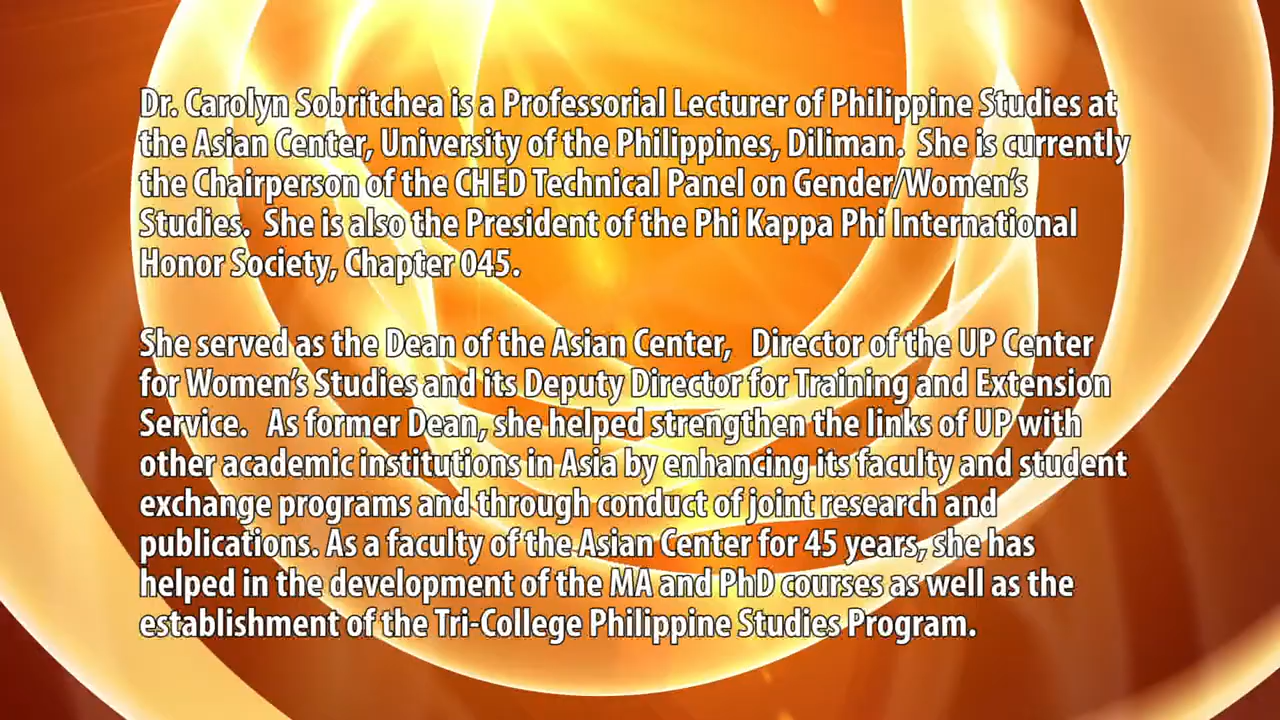 Dr. Carolyn Sobritchea is a Professorial Lecturer of Philippine Studies at
the Asian Center, University of the Philippines, Diliman.  She is currently
the Chairperson of the CHED Technical Panel on Gender/Women's
Studies.  She is also the President of the Phi Kappa Phi International
Honor Society, Chapter 045.
She served as the Dean of the Asian Center,   Director of the UP Center
for Women's Studies and its Deputy Director for Training and Extension
Service.   As former Dean, she helped strengthen the links of UP with
other academic institutions in Asia by enhancing its faculty and student
exchange programs and through conduct of joint research and
publications. As a faculty of the Asian Center for 45 years, she has
helped in the development of the MA and PhD courses as well as the
establishment of the Tri-College Philippine Studies Program.